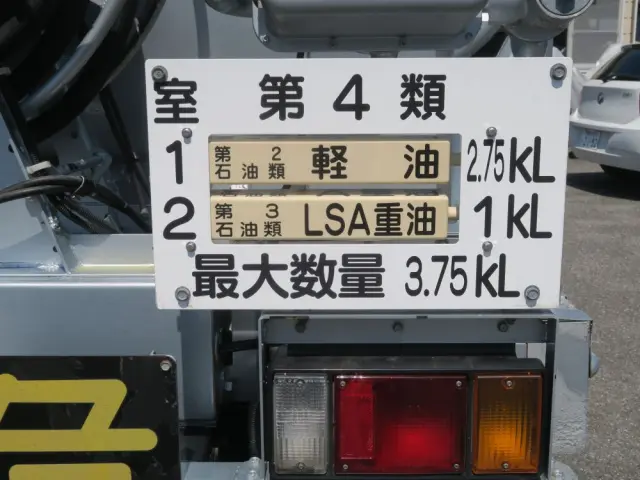 室 第4類
1 第2石油類 軽油 2.75KL
2 第3石油類 LSA重油 1KL
最大数量 3.75KL